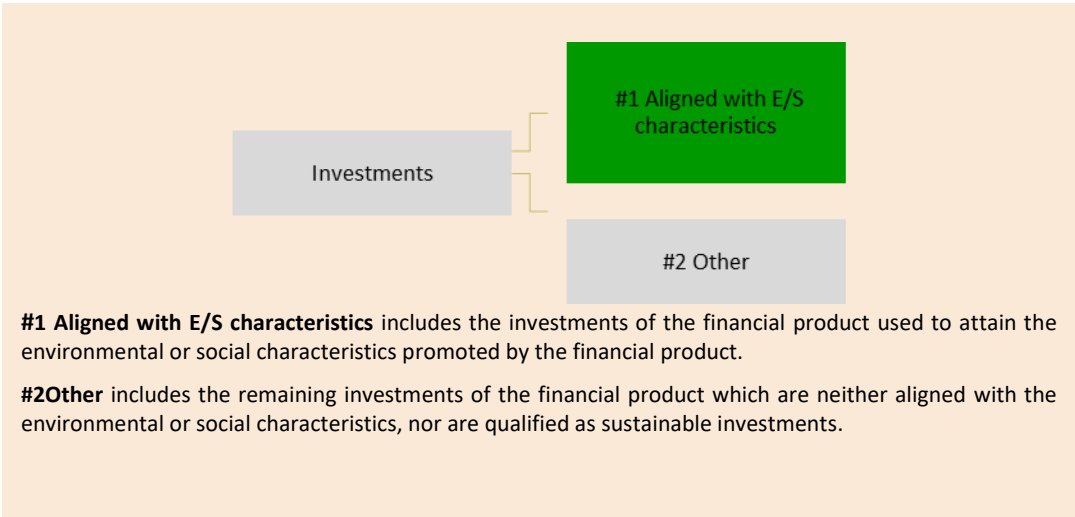 #1 Aligned with E/S
characteristics
Investments
#2 Other
#1 Aligned with E/S characteristics includes the investments of the financial product used to attain the
environmental or social characteristics promoted by the financial product.
#2Other includes the remaining investments of the financial product which are neither aligned with the
environmental or social characteristics, nor are qualified as sustainable investments.